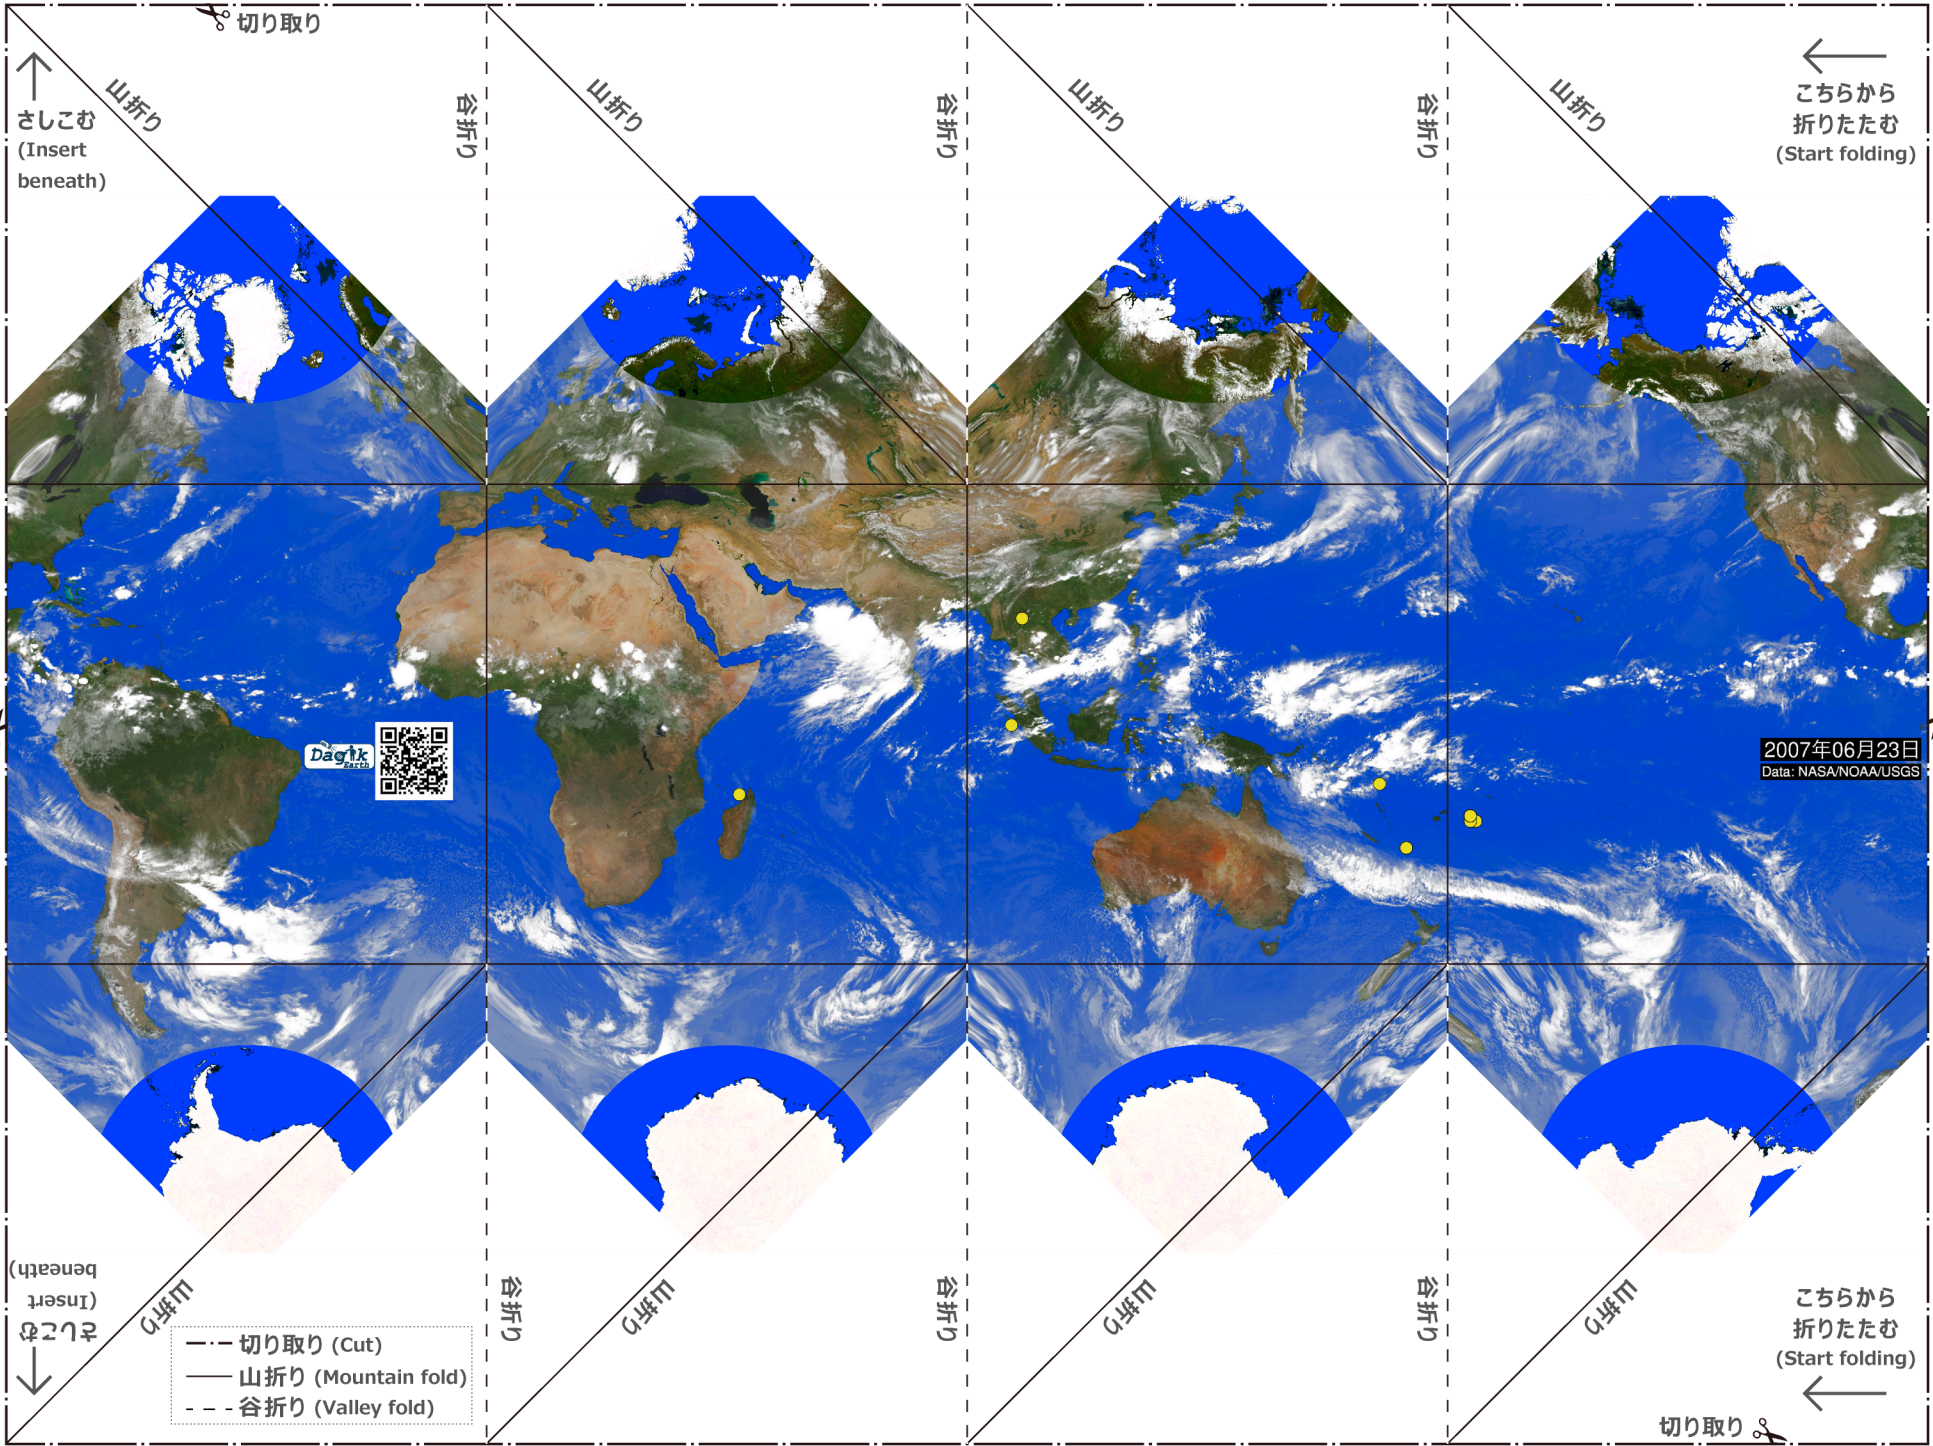 切り取り
さしこむ
(Insert
beneath)
山折り
谷折り
山折り
谷折り
山折り
谷折り
山折り
こちらから
折りたたむ
(Start folding)
Dagik
Earth
2007年06月23日
Data: NASA/NOAA/USGS
さしこむ
(Insert
beneath)
山折り
谷折り
山折り
谷折り
山折り
谷折り
山折り
こちらから
折りたたむ
(Start folding)
切り取り (Cut)
山折り (Mountain fold)
谷折り (Valley fold)
切り取り